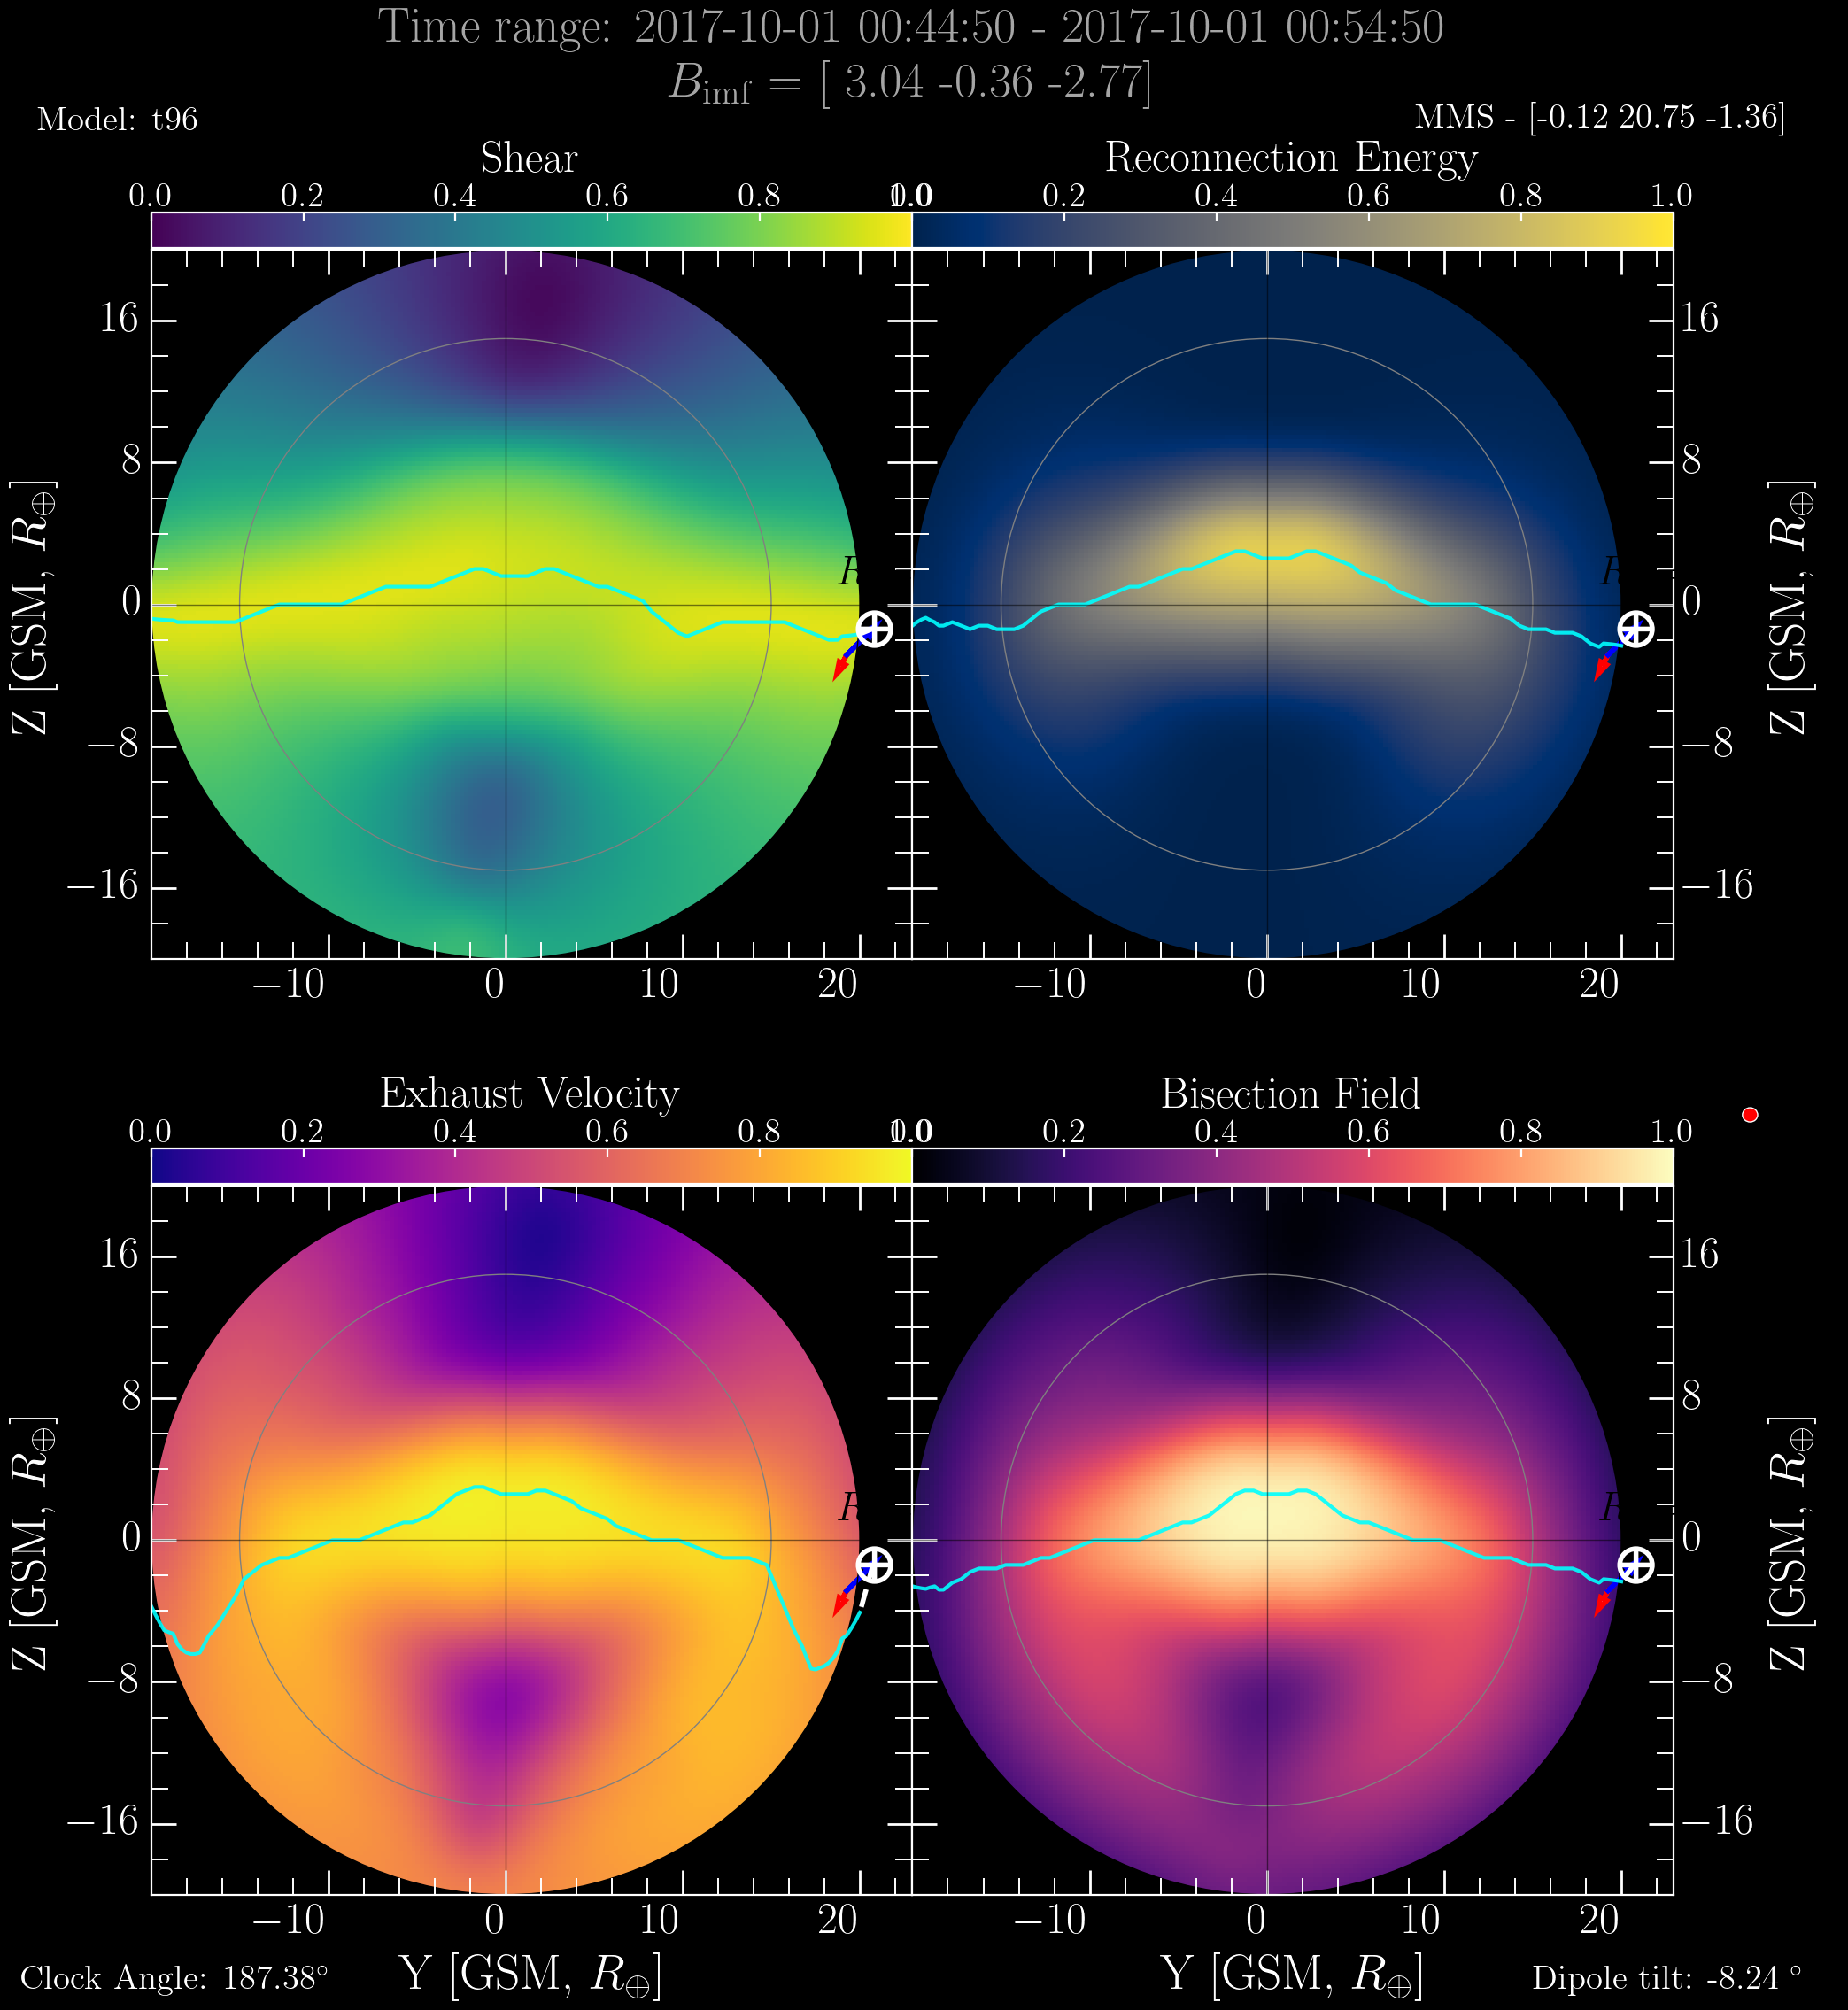 Time range: 2017-10-01 00:44:50 - 2017-10-01 00:54:50
B_imf = [ 3.04 -0.36 -2.77]
Model: t96
MMS - [-0.12 20.75 -1.36]
Shear
Reconnection Energy
0.0 0.2 0.4 0.6 0.8 1.0
0.0 0.2 0.4 0.6 0.8 1.0
16
8
0
−8
−16
Z [GSM, R⊕]
R
R
16
8
0
−8
−16
Z [GSM, R⊕]
−10 0 10 20
−10 0 10 20
Exhaust Velocity
Bisection Field
0.0 0.2 0.4 0.6 0.8 1.0
0.0 0.2 0.4 0.6 0.8 1.0
16
8
0
−8
−16
Z [GSM, R⊕]
R
R
16
8
0
−8
−16
Z [GSM, R⊕]
−10 0 10 20
−10 0 10 20
Y [GSM, R⊕]
Y [GSM, R⊕]
Clock Angle: 187.38°
Dipole tilt: -8.24 °